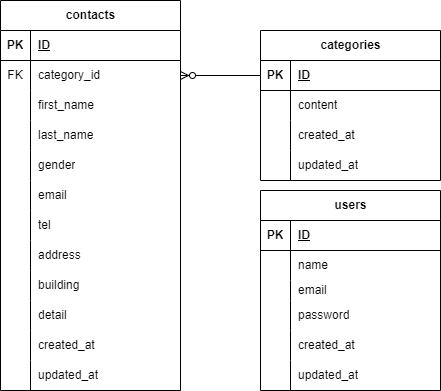 contacts
PK ID
FK category_id
first_name
last_name
gender
email
tel
address
building
detail
created_at
updated_at
categories
PK ID
content
created_at
updated_at
users
PK ID
name
email
password
created_at
updated_at